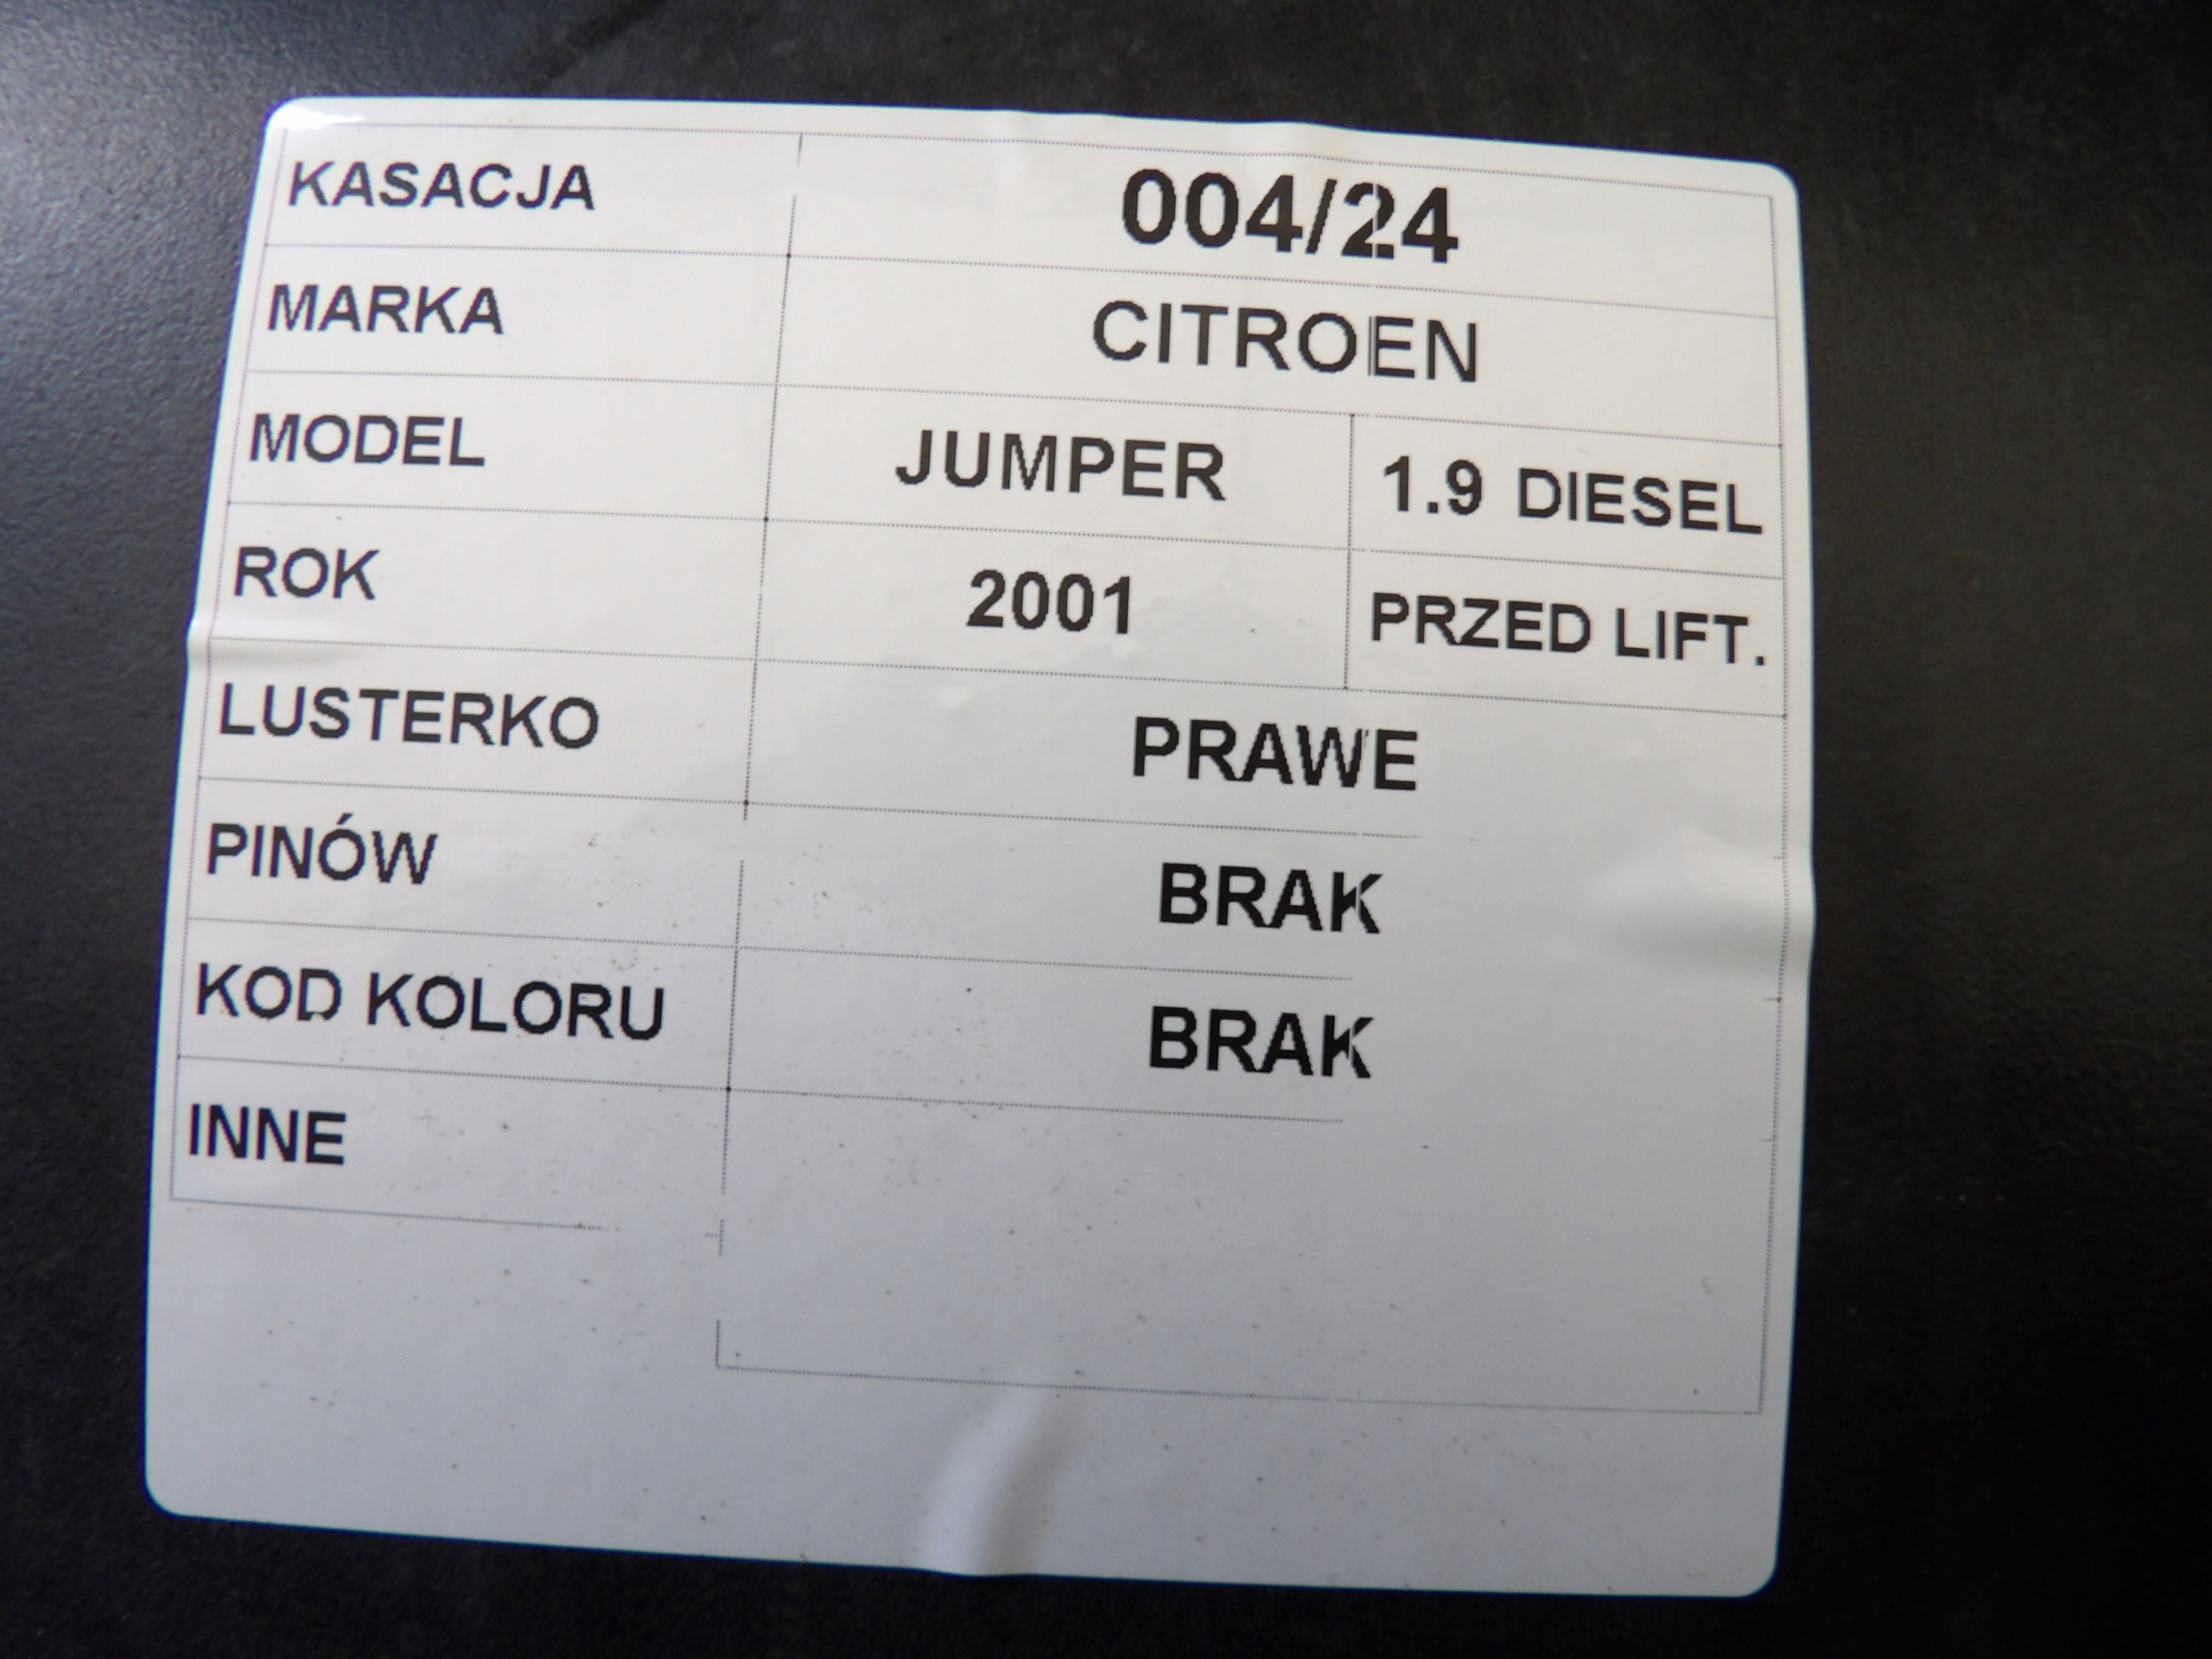 KASACJA 004/24
MARKA CITROEN
MODEL JUMPER 1.9 DIESEL
ROK 2001 PRZED LIFT.
LUSTERKO PRAWE
PINÓW BRAK
KOD KOLORU BRAK
INNE